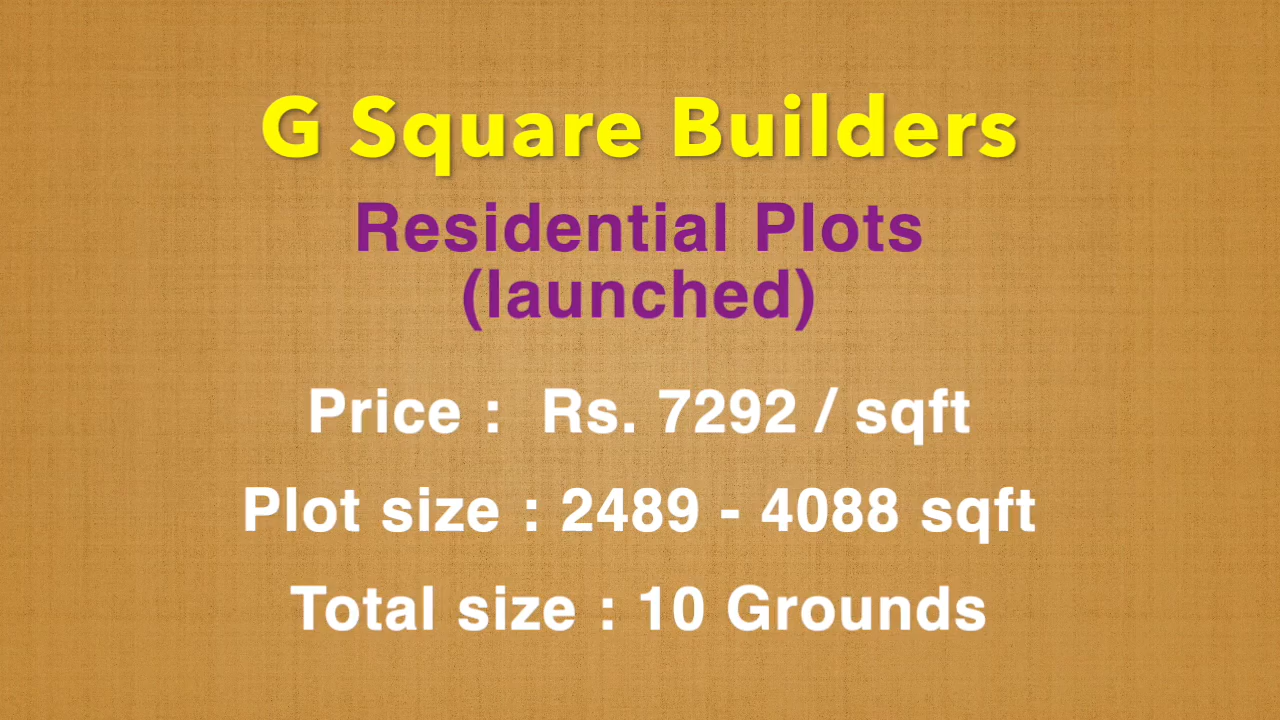 G Square Builders
Residential Plots
(launched)
Price :  Rs. 7292 / sqft
Plot size : 2489 - 4088 sqft
Total size : 10 Grounds